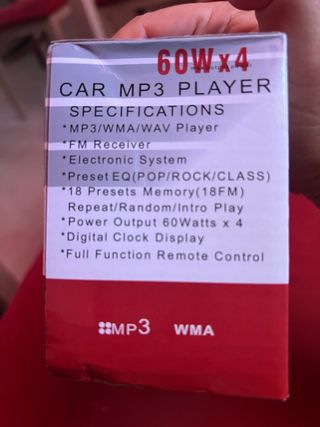 60Wx4
CAR MP3 PLAYER
SPECIFICATIONS
*MP3/WMA/WAV Player
*FM Receiver
*Electronic System
*Preset EQ(POP/ROCK/CLASS)
*18 Presets Memory(18FM)
Repeat/Random/Intro Play
*Power Output 60Watts x 4
*Digital Clock Display
*Full Function Remote Control
MP3 WMA